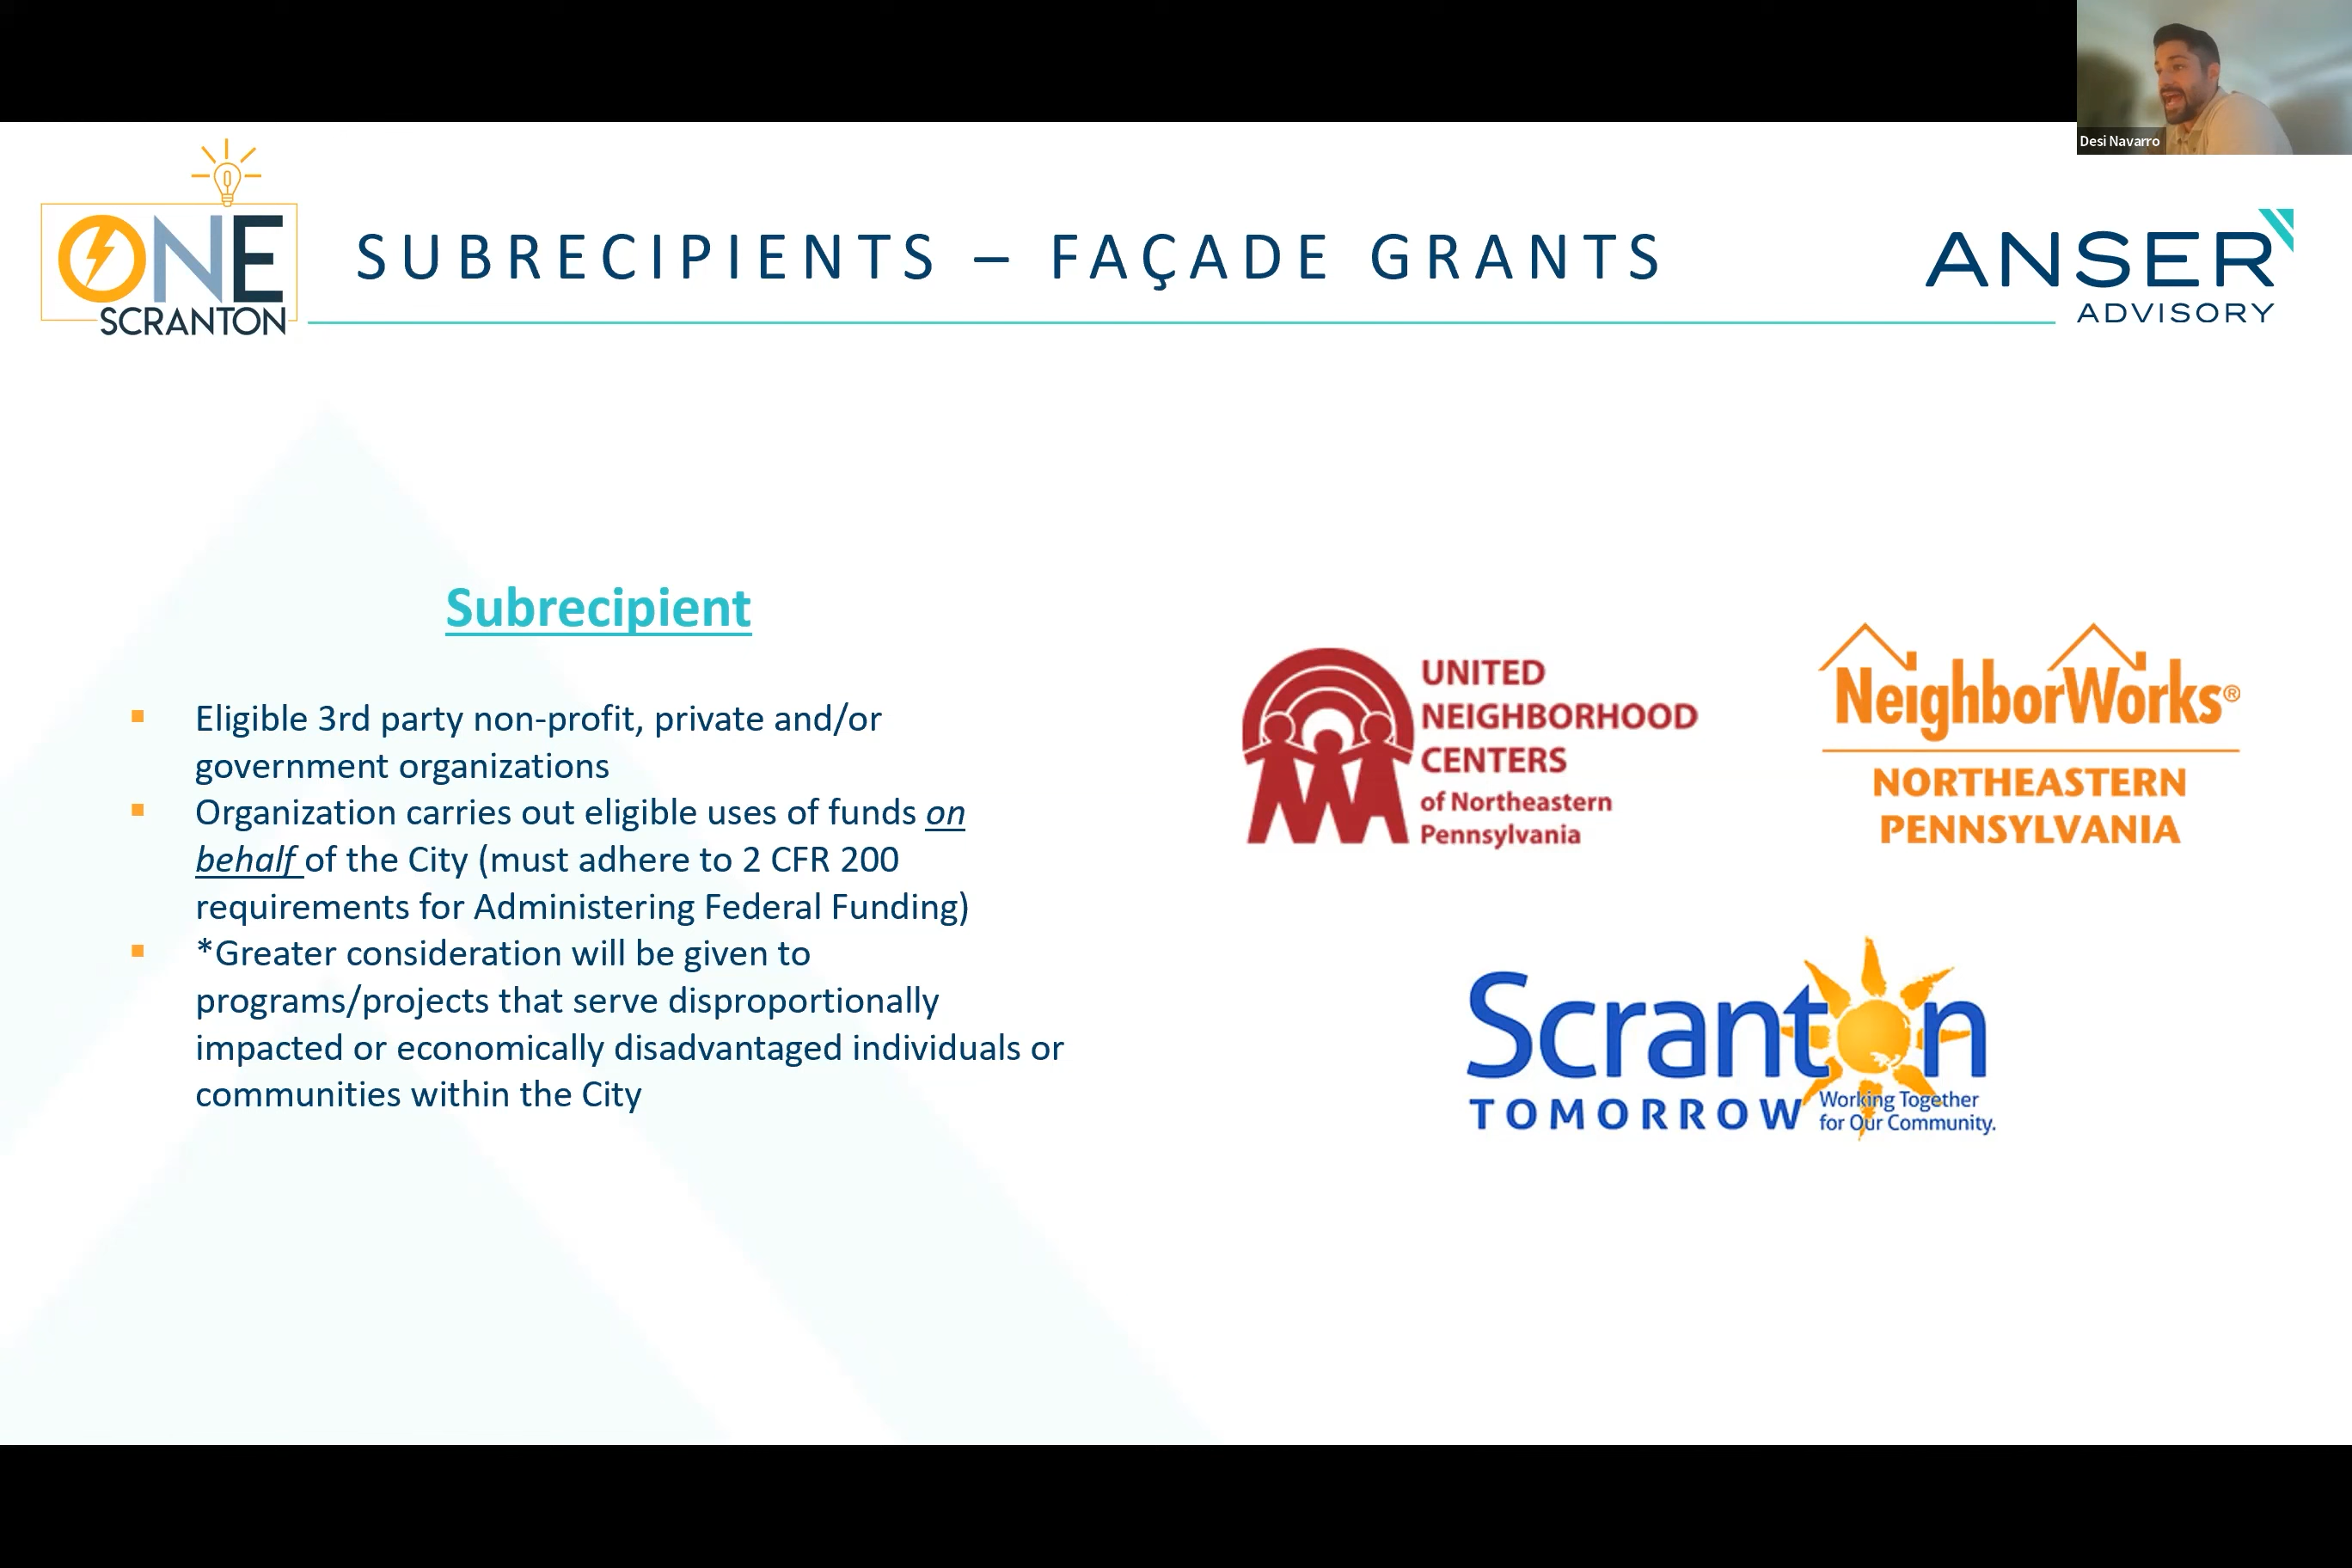 Desi Navarro
ONE
SCRANTON
SUBRECIPIENTS – FAÇADE GRANTS
ANSER
ADVISORY
Subrecipient
▪ Eligible 3rd party non-profit, private and/or
government organizations
▪ Organization carries out eligible uses of funds on
behalf of the City (must adhere to 2 CFR 200
requirements for Administering Federal Funding)
▪ *Greater consideration will be given to
programs/projects that serve disproportionally
impacted or economically disadvantaged individuals or
communities within the City
UNITED
NEIGHBORHOOD
CENTERS
of Northeastern
Pennsylvania
NeighborWorks®
NORTHEASTERN
PENNSYLVANIA
Scranton
TOMORROW
Working Together
for Our Community.